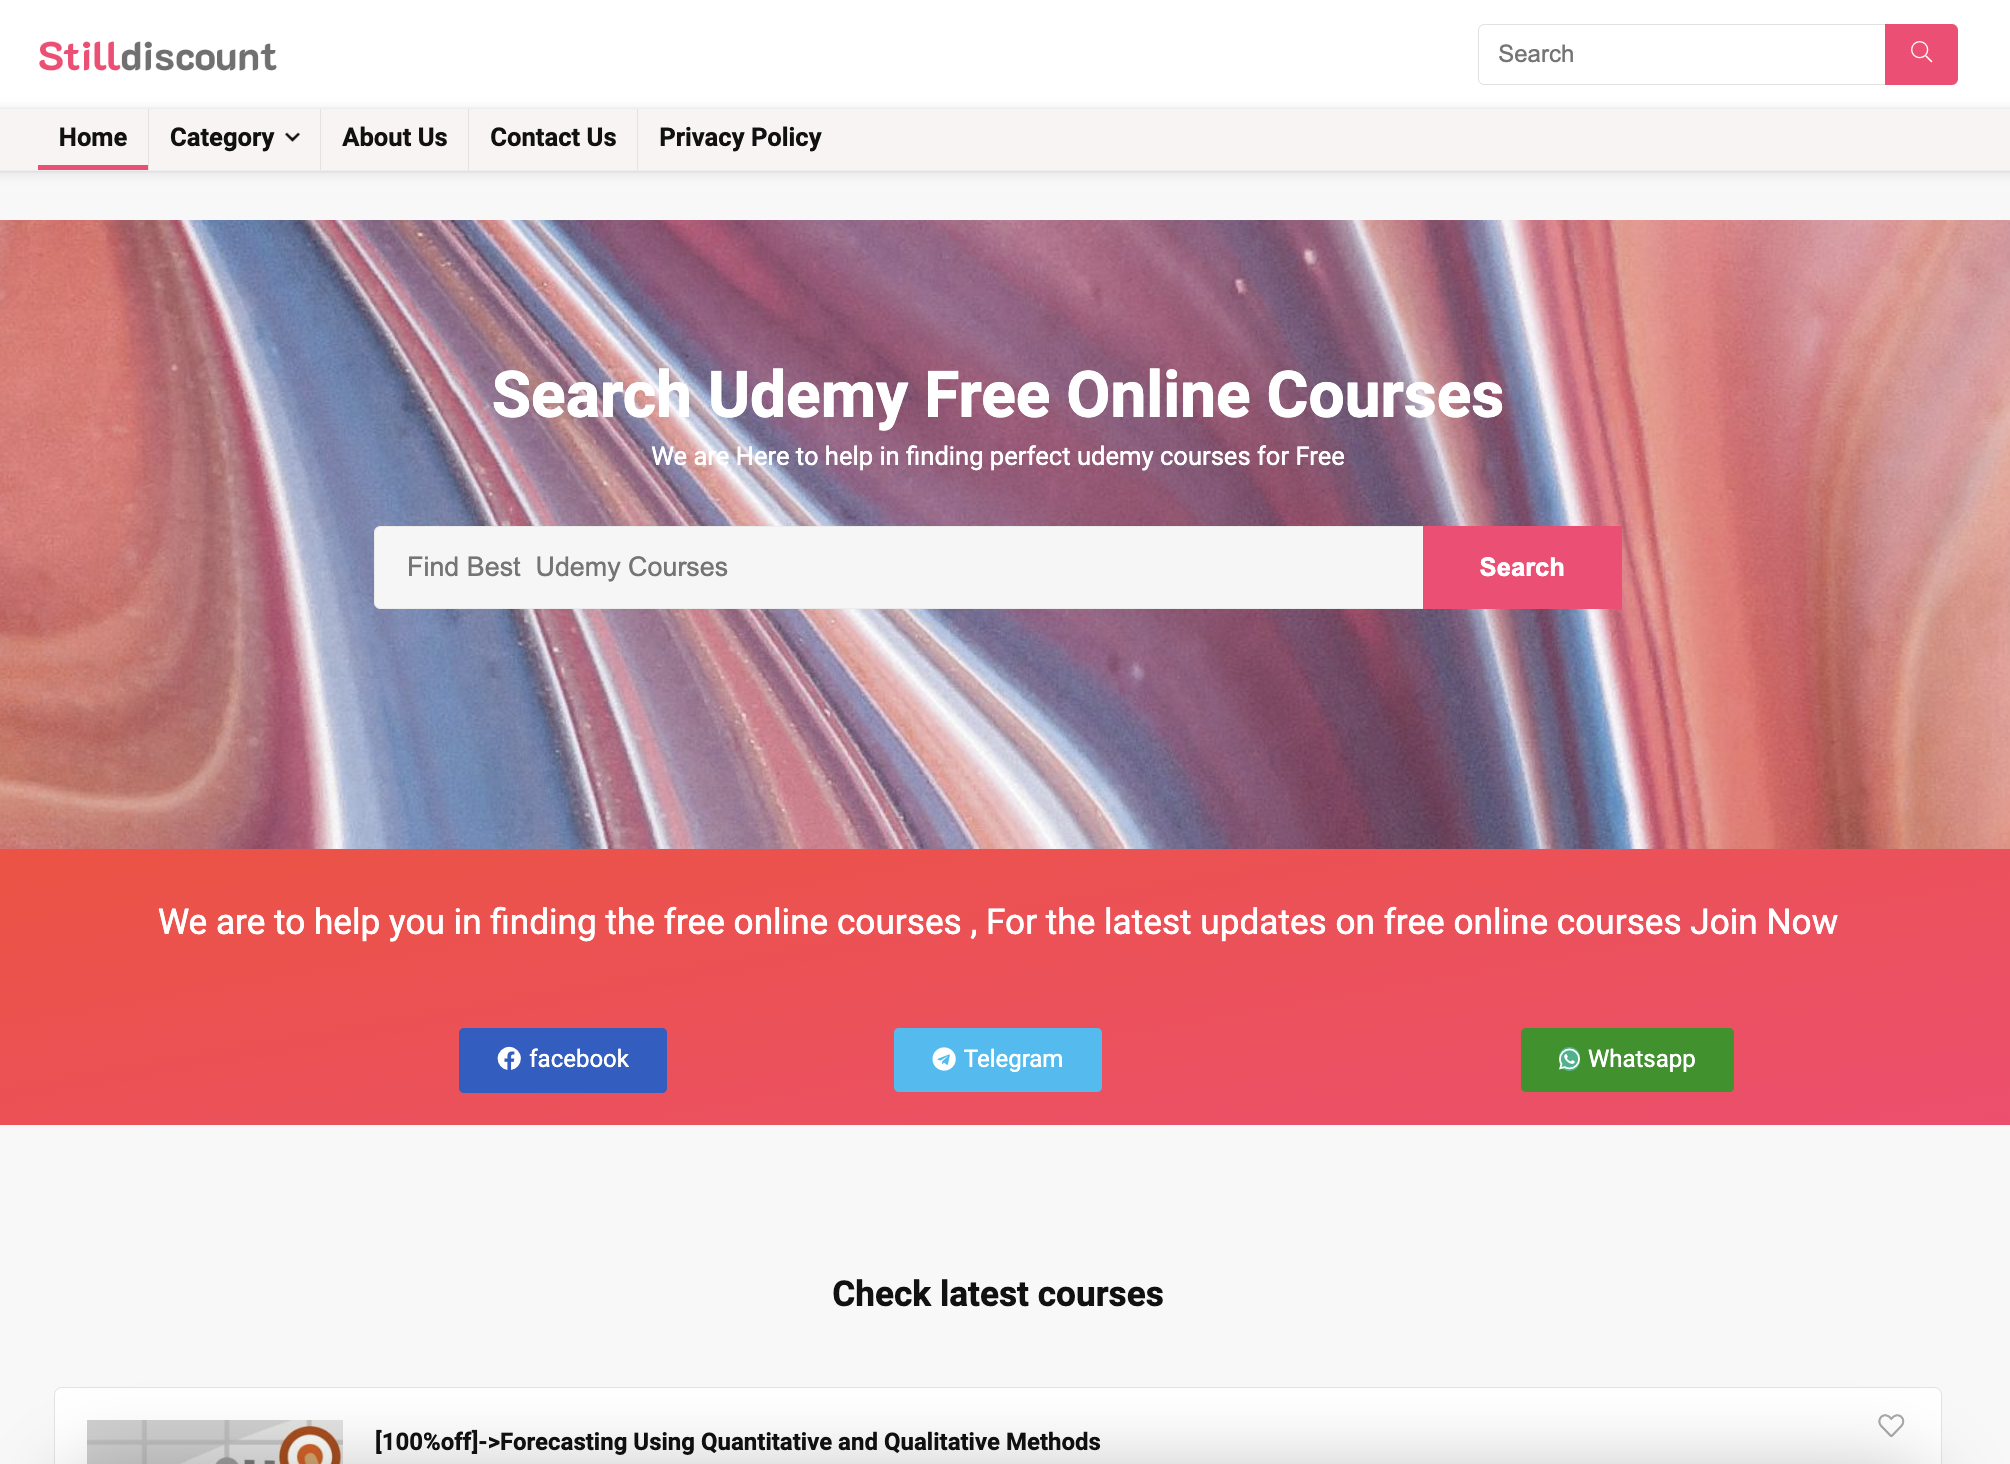 Stilldiscount
Search
Home
Category
About Us
Contact Us
Privacy Policy
Search Udemy Free Online Courses
We are Here to help in finding perfect udemy courses for Free
Find Best  Udemy Courses
Search
We are to help you in finding the free online courses , For the latest updates on free online courses Join Now
facebook
Telegram
Whatsapp
Check latest courses
[100%off]->Forecasting Using Quantitative and Qualitative Methods